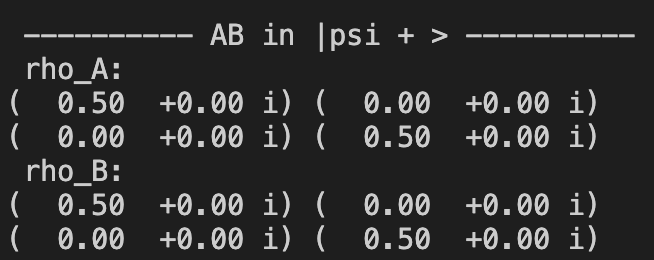 ---------- AB in |psi + > ----------
rho_A:
(  0.50  +0.00 i) (  0.00  +0.00 i)
(  0.00  +0.00 i) (  0.50  +0.00 i)
rho_B:
(  0.50  +0.00 i) (  0.00  +0.00 i)
(  0.00  +0.00 i) (  0.50  +0.00 i)